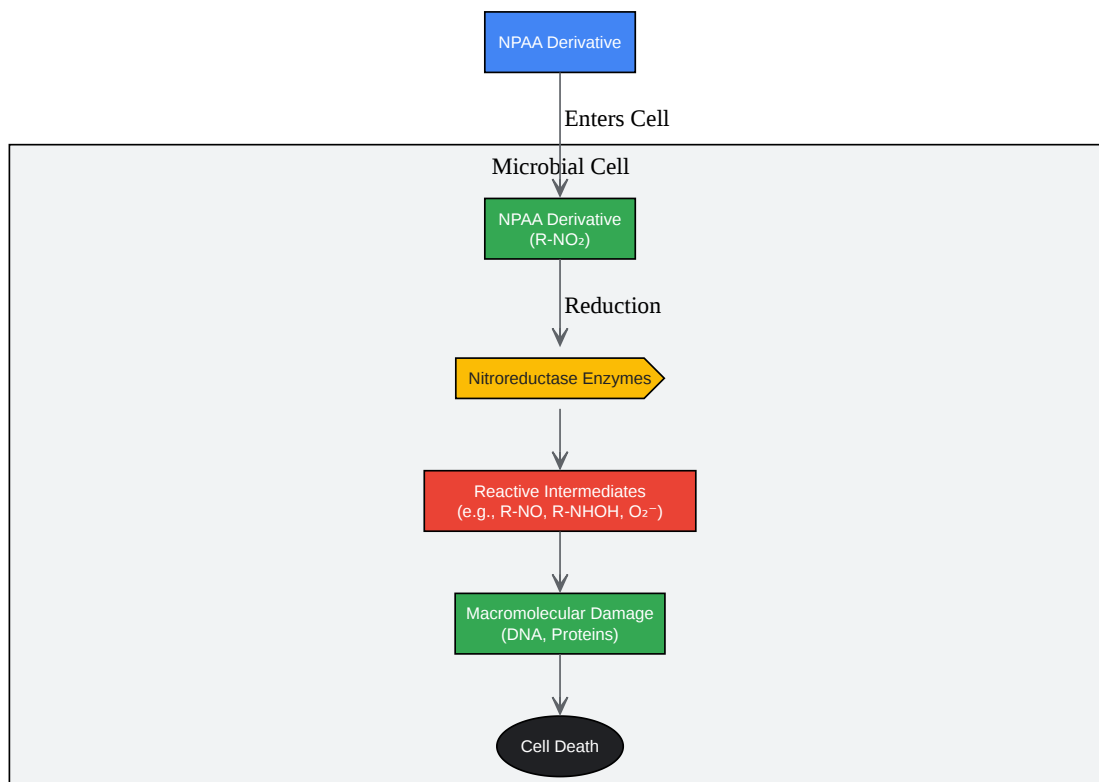 NPAA Derivative
Enters Cell
Microbial Cell
NPAA Derivative
(R-NO₂)
Reduction
Nitroreductase Enzymes
Reactive Intermediates
(e.g., R-NO, R-NHOH, O₂⁻)
Macromolecular Damage
(DNA, Proteins)
Cell Death